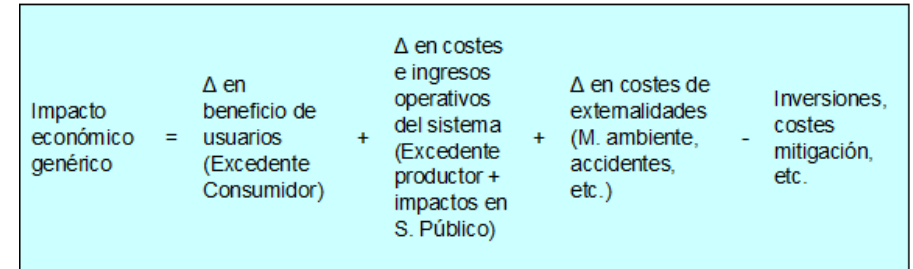 Impacto
económico
genérico
=
Δ en
beneficio de
usuarios
(Excedente
Consumidor)
+
Δ en costes
e ingresos
operativos
del sistema
(Excedente
productor +
impactos en
S. Público)
+
Δ en costes de
externalidades
(M. ambiente,
accidentes,
etc.)
-
Inversiones,
costes
mitigación,
etc.